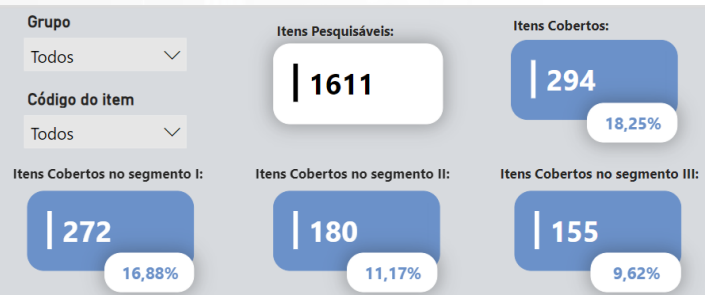 Grupo
Todos
Código do item
Todos
Itens Pesquisáveis:
1611
Itens Cobertos:
294
18,25%
Itens Cobertos no segmento I:
272
16,88%
Itens Cobertos no segmento II:
180
11,17%
Itens Cobertos no segmento III:
155
9,62%